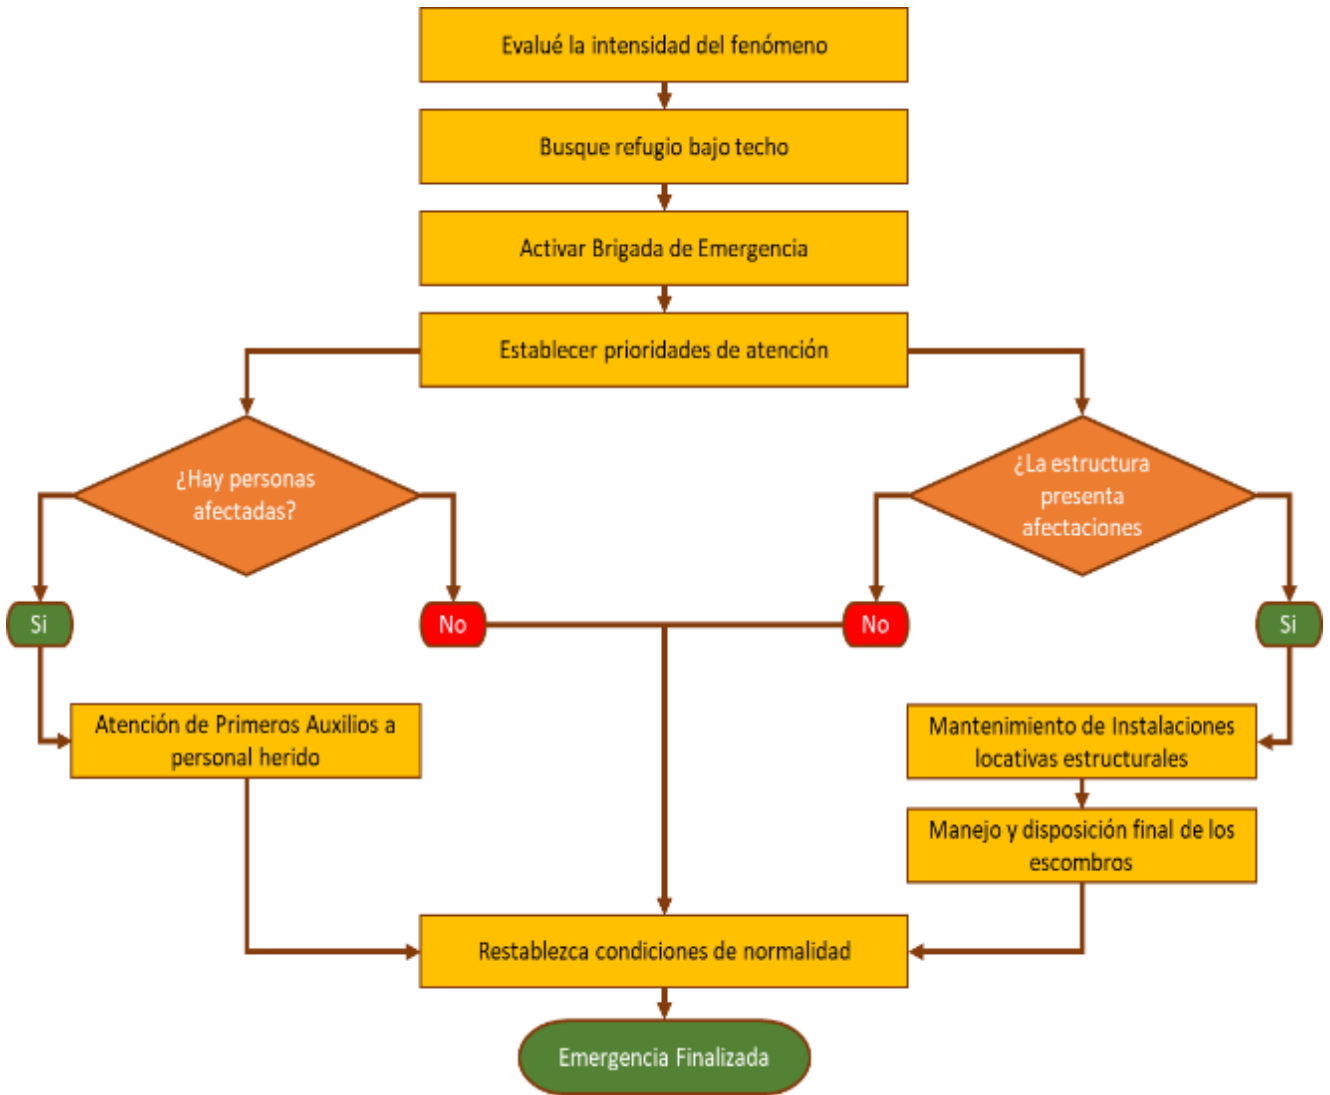 Evalué la intensidad del fenómeno
Busque refugio bajo techo
Activar Brigada de Emergencia
Establecer prioridades de atención
¿Hay personas
afectadas?
¿La estructura
presenta
afectaciones
Si
No
No
Si
Atención de Primeros Auxilios a
personal herido
Mantenimiento de Instalaciones
locativas estructurales
Manejo y disposición final de los
escombros
Restablezca condiciones de normalidad
Emergencia Finalizada